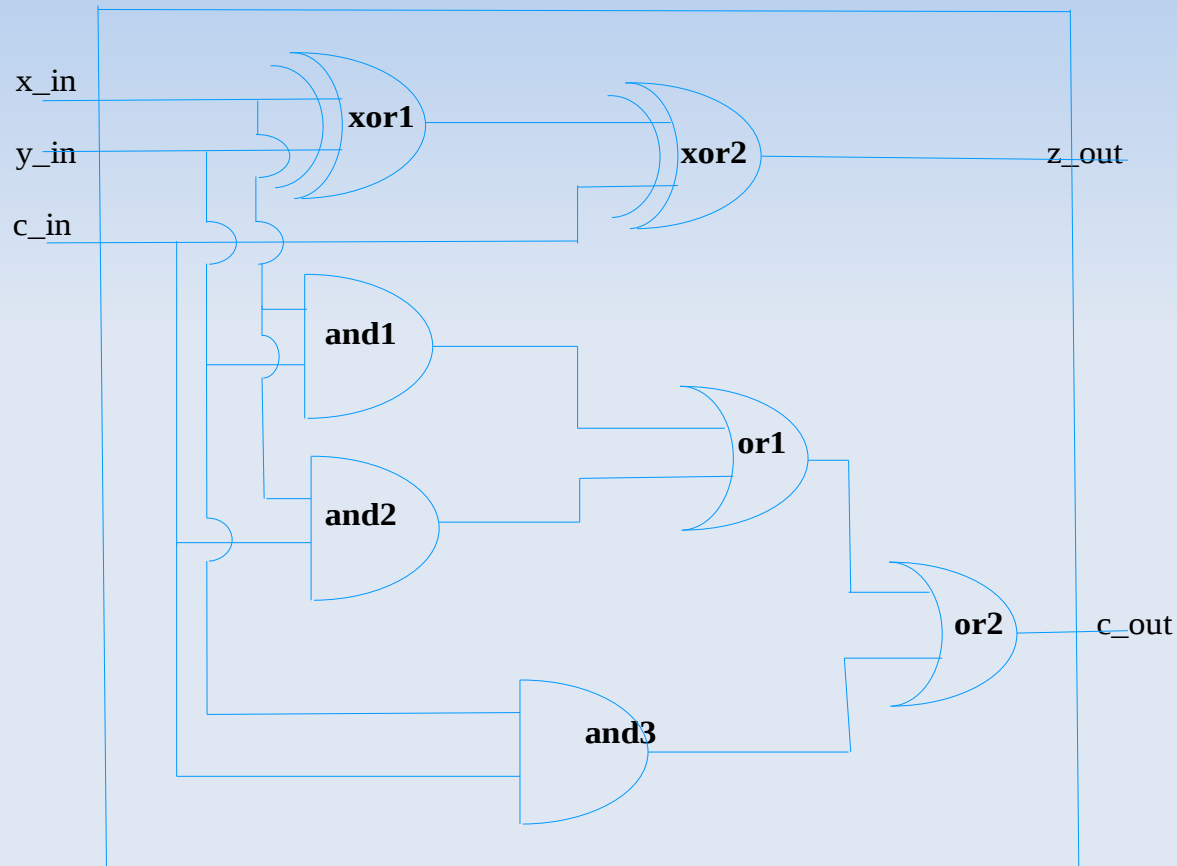 x_in
xor1
y_in
xor2
z_out
c_in
and1
or1
and2
or2
c_out
and3